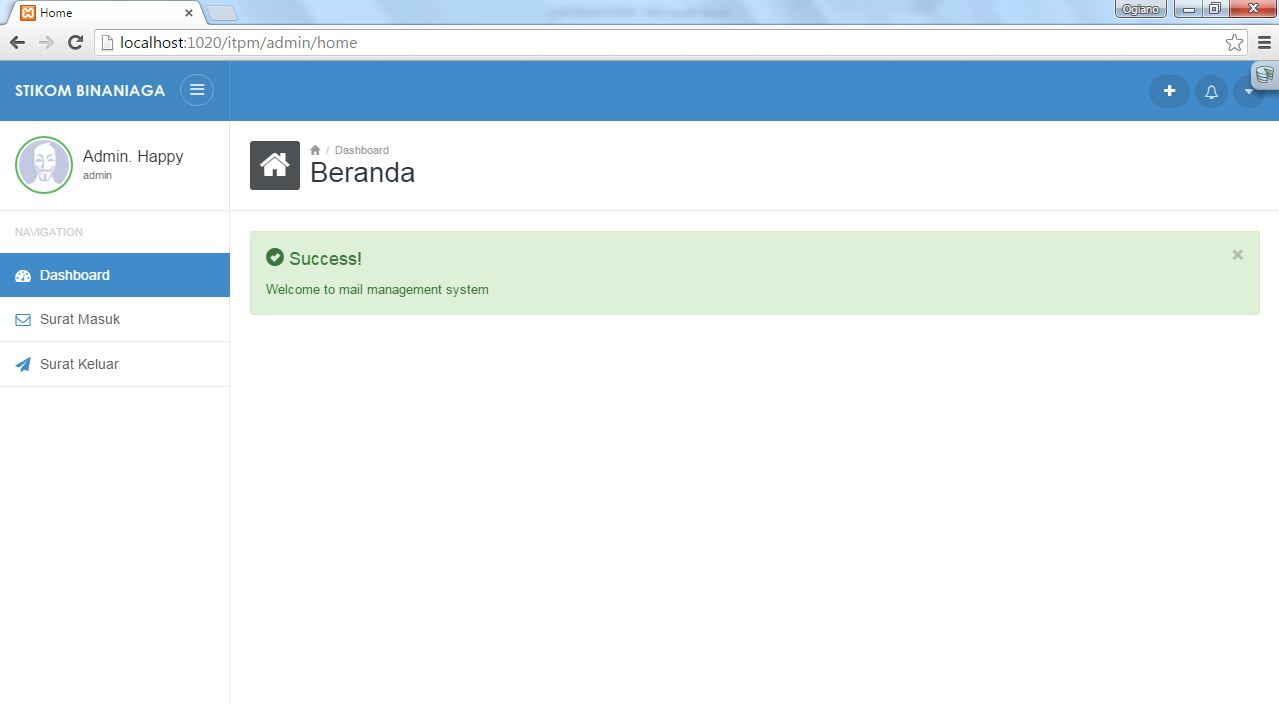 Home
Ogiano
localhost:1020/itpm/admin/home
STIKOM BINANIAGA
Admin. Happy
admin
/ Dashboard
Beranda
NAVIGATION
Dashboard
Surat Masuk
Surat Keluar
Success!
Welcome to mail management system